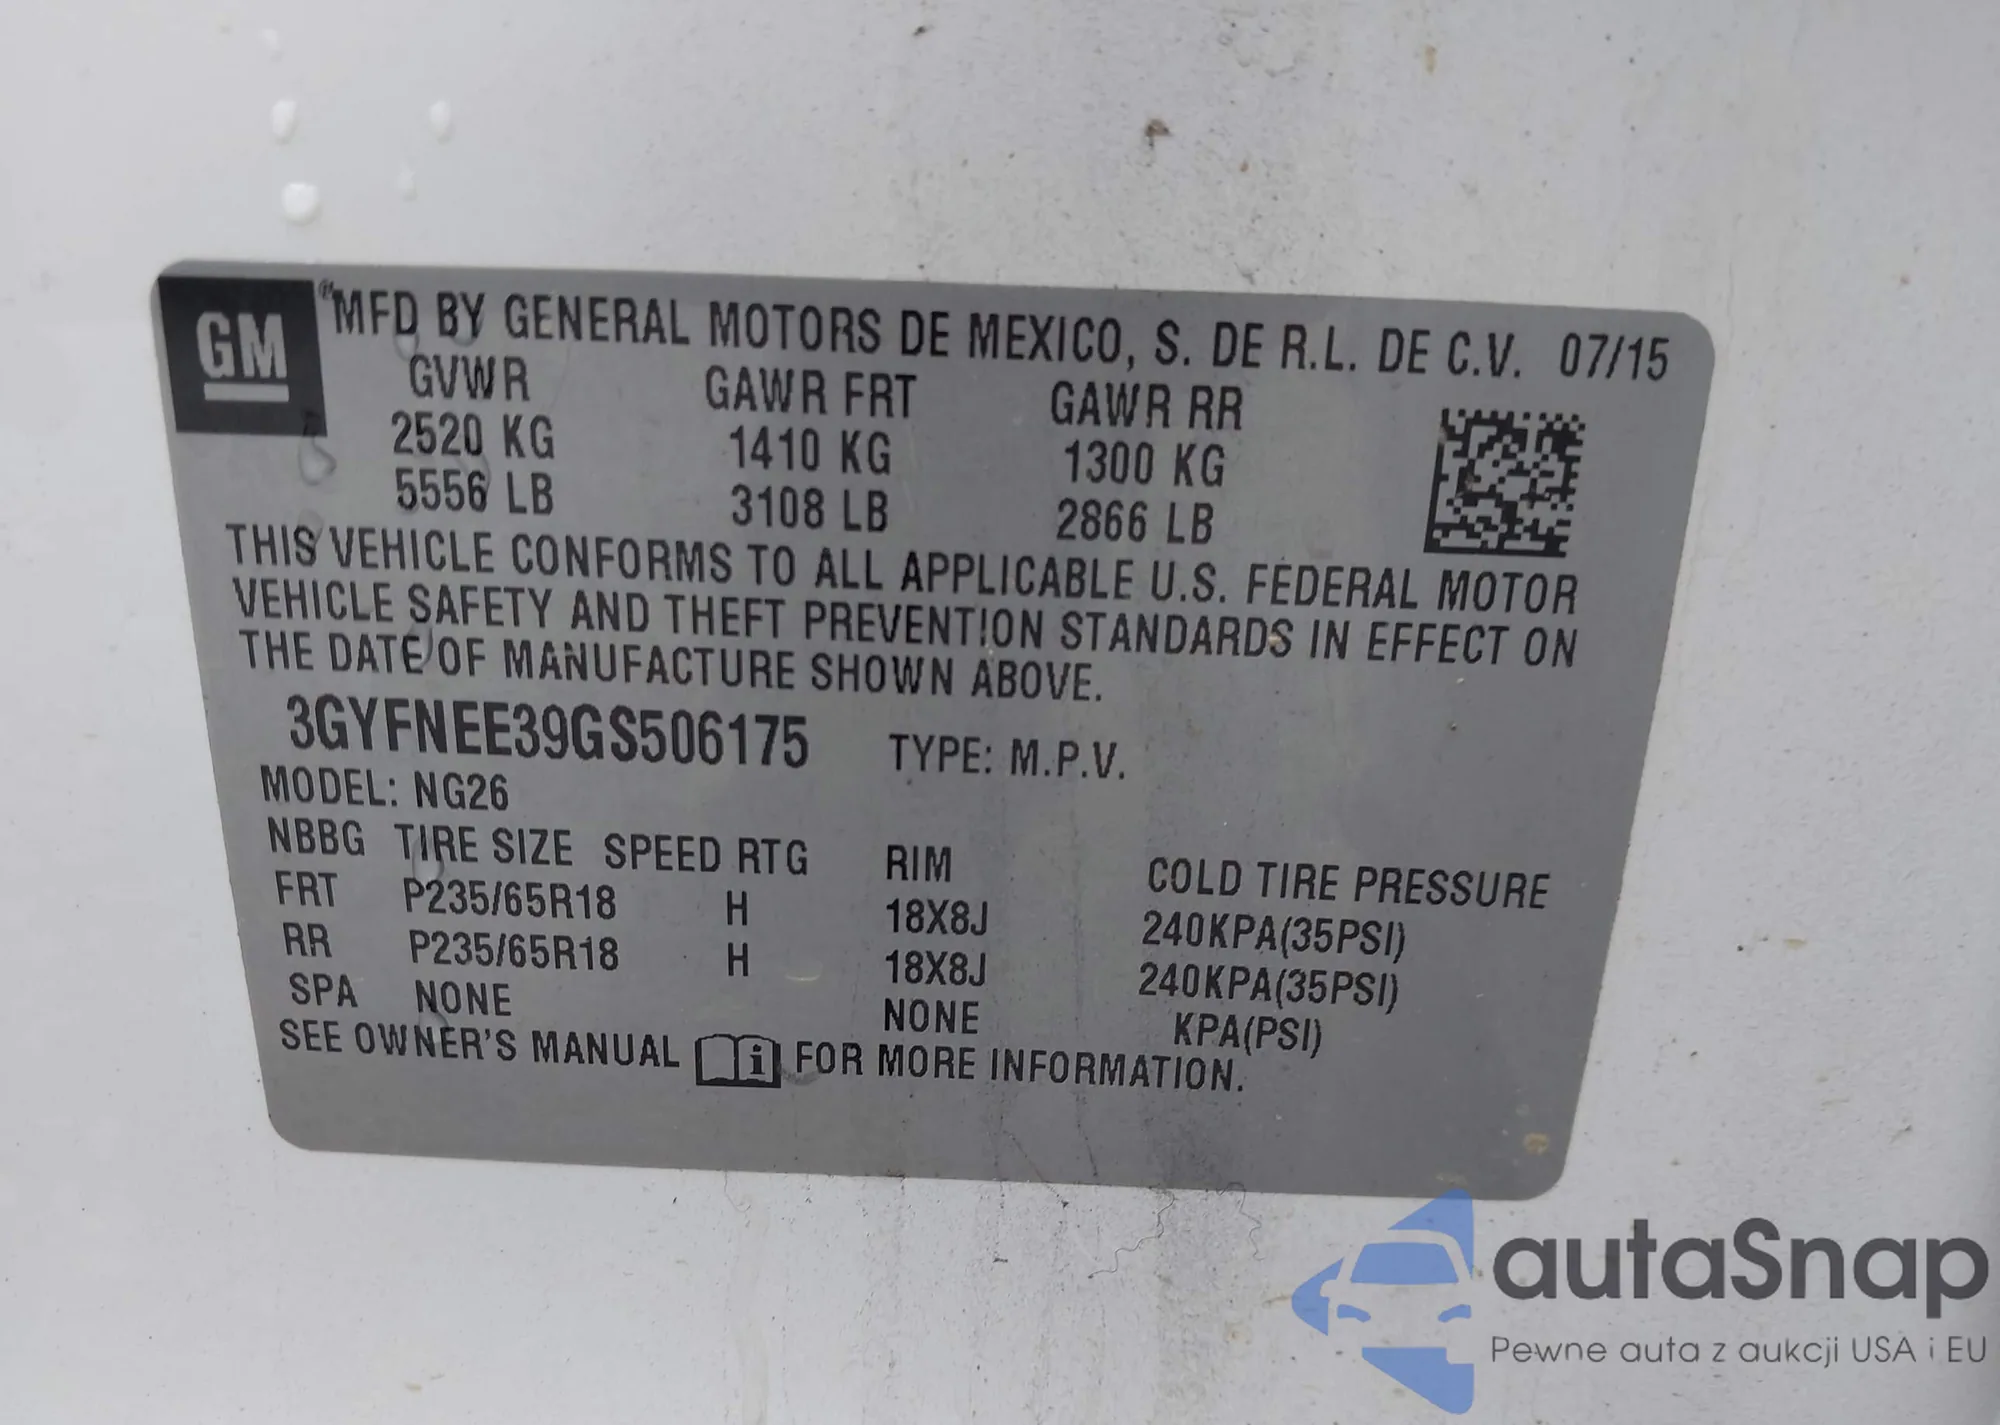 GM
® MFD BY GENERAL MOTORS DE MEXICO, S. DE R.L. DE C.V. 07/15
GVWR GAWR FRT GAWR RR
2520 KG 1410 KG 1300 KG
5556 LB 3108 LB 2866 LB
THIS VEHICLE CONFORMS TO ALL APPLICABLE U.S. FEDERAL MOTOR
VEHICLE SAFETY AND THEFT PREVENTION STANDARDS IN EFFECT ON
THE DATE OF MANUFACTURE SHOWN ABOVE.
3GYFNEE39GS506175 TYPE: M.P.V.
MODEL: NG26
NBBG TIRE SIZE SPEED RTG RIM COLD TIRE PRESSURE
FRT P235/65R18 H 18X8J 240KPA(35PSI)
RR P235/65R18 H 18X8J 240KPA(35PSI)
SPA NONE NONE KPA(PSI)
SEE OWNER'S MANUAL i FOR MORE INFORMATION.
autaSnap
Pewne auta z aukcji USA i EU